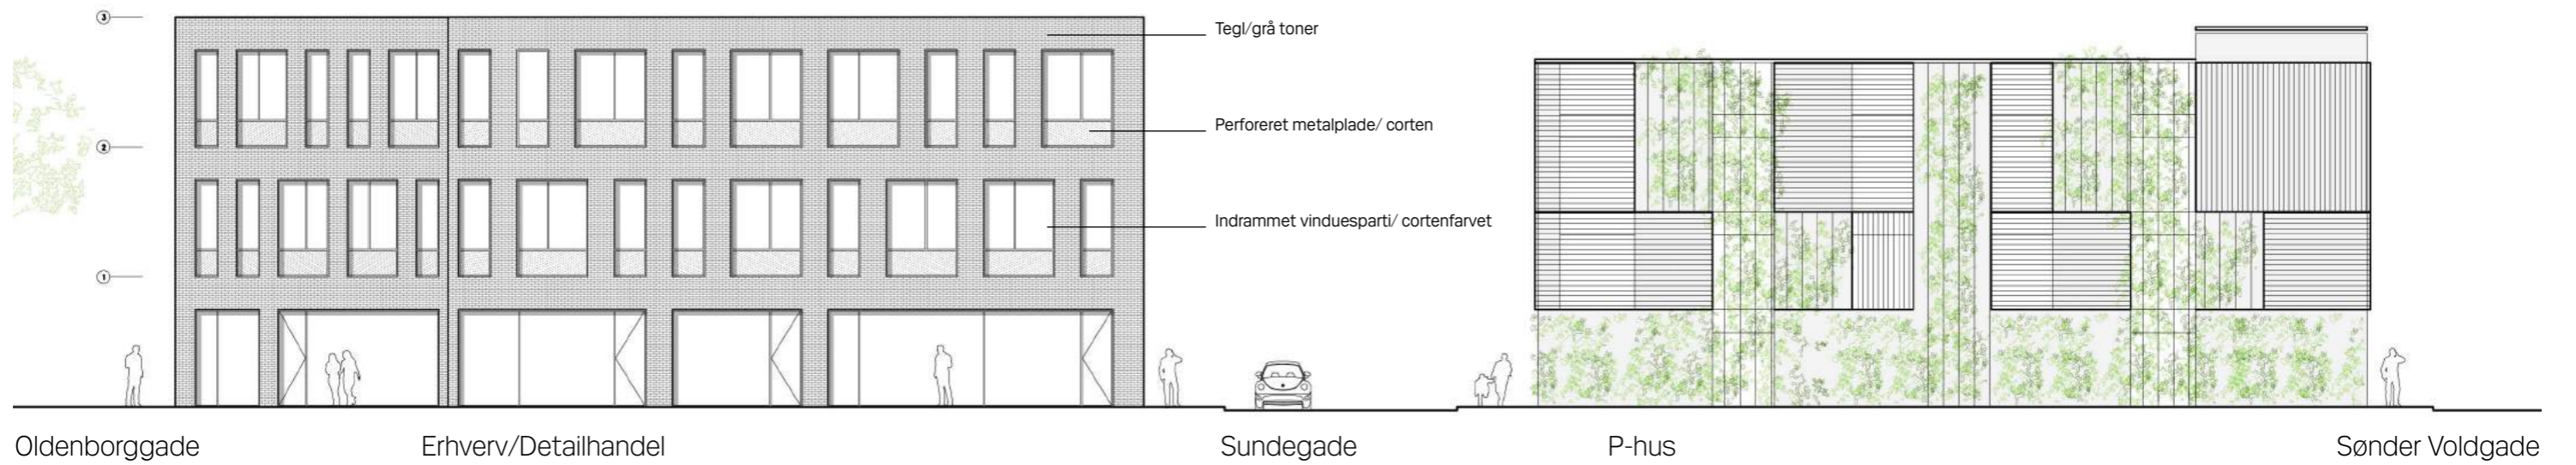 3
Tegl/grå toner
Perforeret metalplade/ corten
2
Indrammet vinduesparti/ cortenfarvet
1
Oldenborggade
Erhverv/Detailhandel
Sundegade
P-hus
Sønder Voldgade